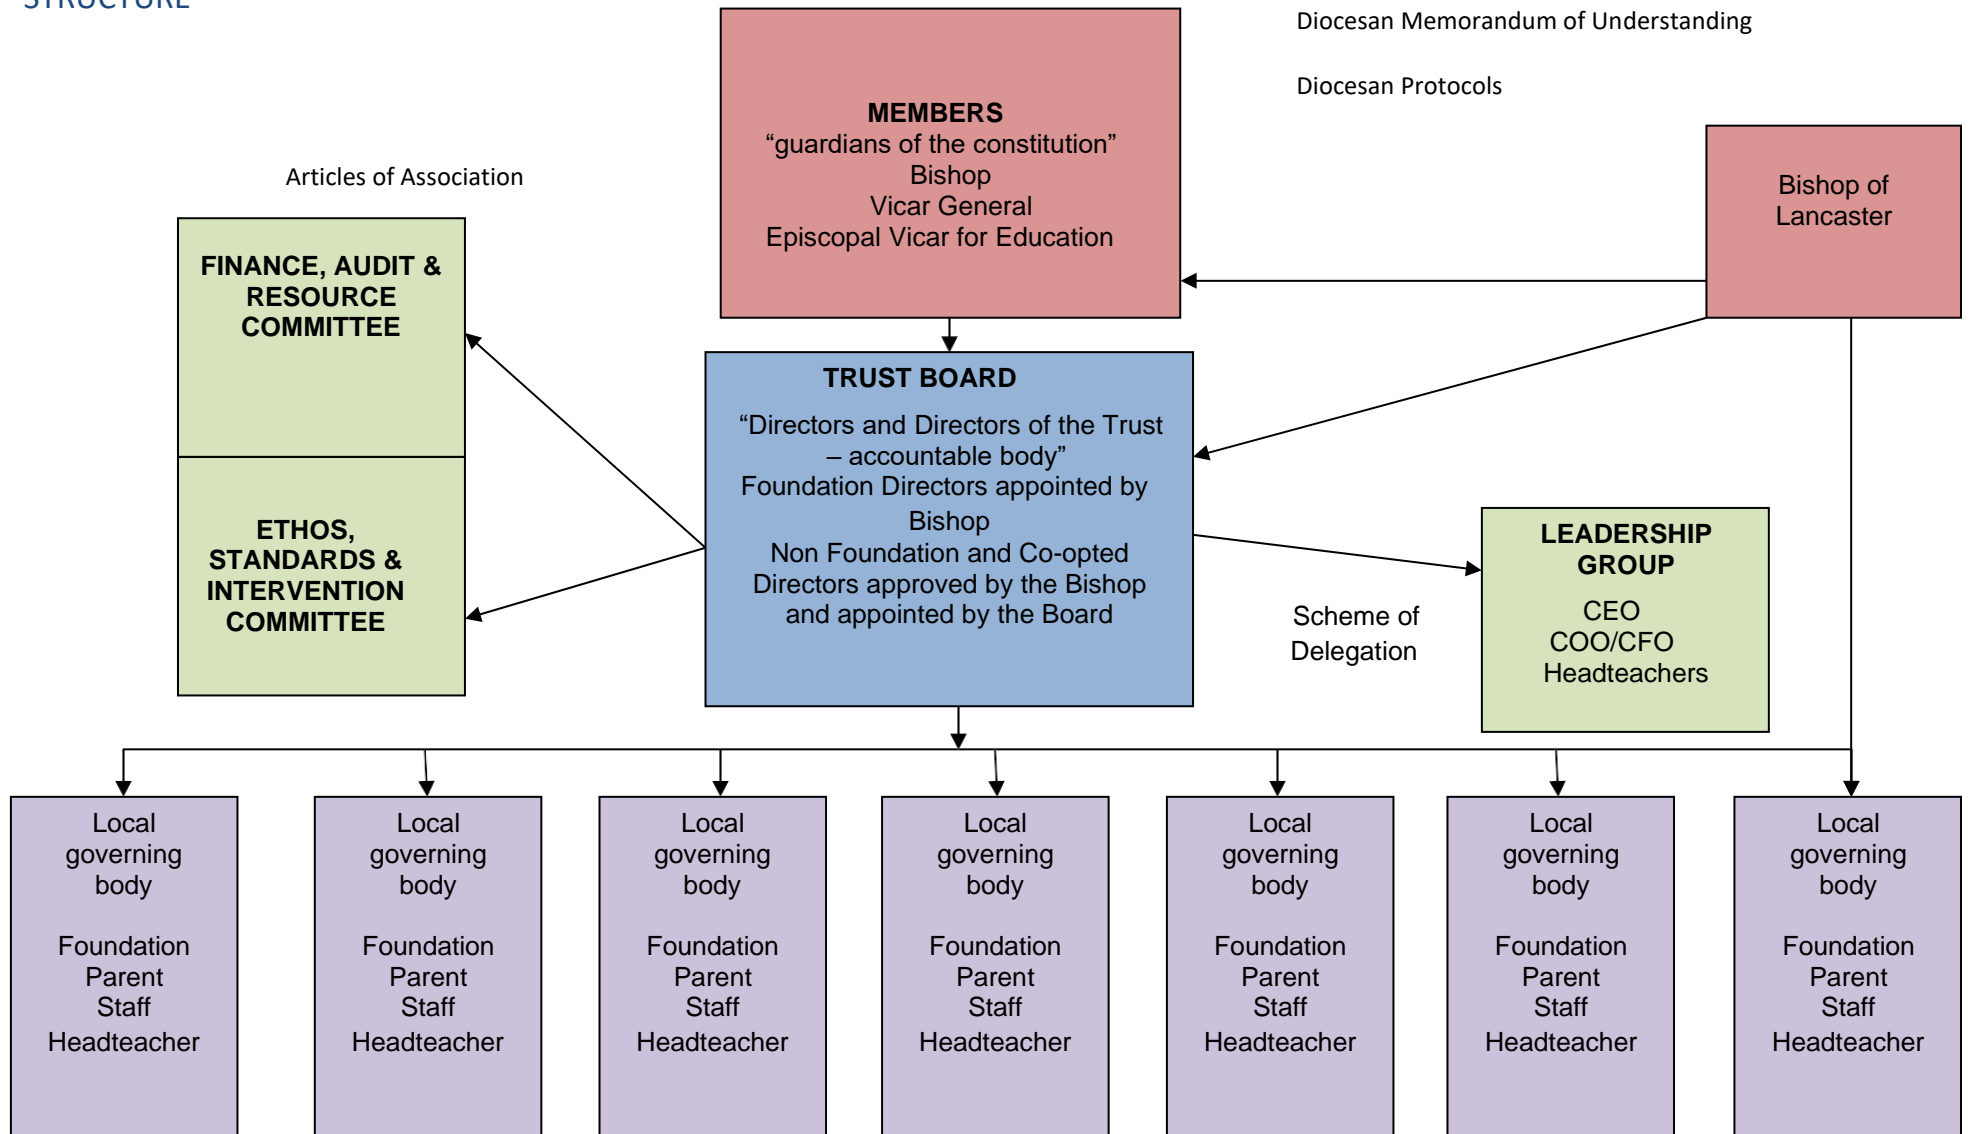 STRUCTURE
Diocesan Memorandum of Understanding
Diocesan Protocols
MEMBERS
“guardians of the constitution”
Bishop
Vicar General
Episcopal Vicar for Education
Bishop of
Lancaster
Articles of Association
FINANCE, AUDIT &
RESOURCE
COMMITTEE
ETHOS,
STANDARDS &
INTERVENTION
COMMITTEE
TRUST BOARD
“Directors and Directors of the Trust
– accountable body”
Foundation Directors appointed by
Bishop
Non Foundation and Co-opted
Directors approved by the Bishop
and appointed by the Board
Scheme of
Delegation
LEADERSHIP
GROUP
CEO
COO/CFO
Headteachers
Local
governing
body
Foundation
Parent
Staff
Headteacher
Local
governing
body
Foundation
Parent
Staff
Headteacher
Local
governing
body
Foundation
Parent
Staff
Headteacher
Local
governing
body
Foundation
Parent
Staff
Headteacher
Local
governing
body
Foundation
Parent
Staff
Headteacher
Local
governing
body
Foundation
Parent
Staff
Headteacher
Local
governing
body
Foundation
Parent
Staff
Headteacher